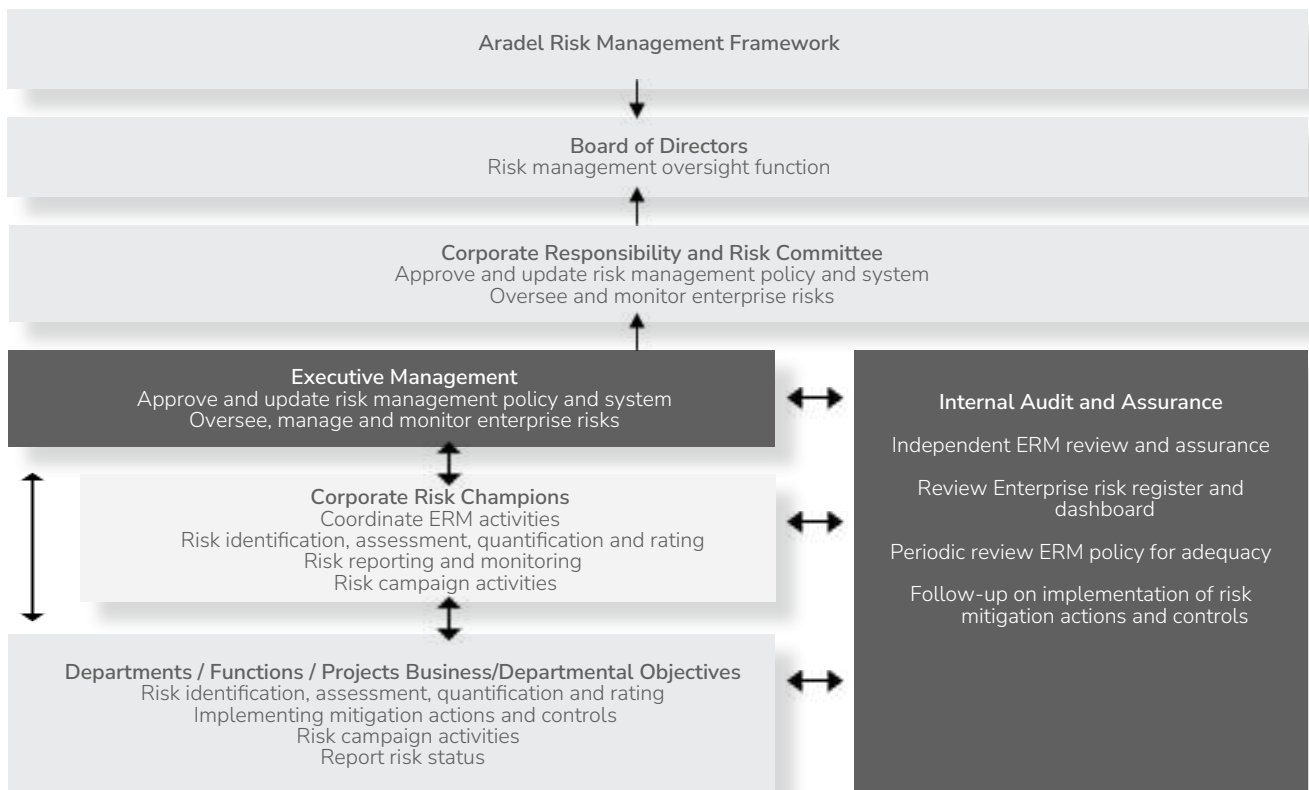 Aradel Risk Management Framework
Board of Directors
Risk management oversight function
Corporate Responsibility and Risk Committee
Approve and update risk management policy and system
Oversee and monitor enterprise risks
Executive Management
Approve and update risk management policy and system
Oversee, manage and monitor enterprise risks
Corporate Risk Champions
Coordinate ERM activities
Risk identification, assessment, quantification and rating
Risk reporting and monitoring
Risk campaign activities
Departments / Functions / Projects Business/Departmental Objectives
Risk identification, assessment, quantification and rating
Implementing mitigation actions and controls
Risk campaign activities
Report risk status
Internal Audit and Assurance
Independent ERM review and assurance
Review Enterprise risk register and
dashboard
Periodic review ERM policy for adequacy
Follow-up on implementation of risk
mitigation actions and controls